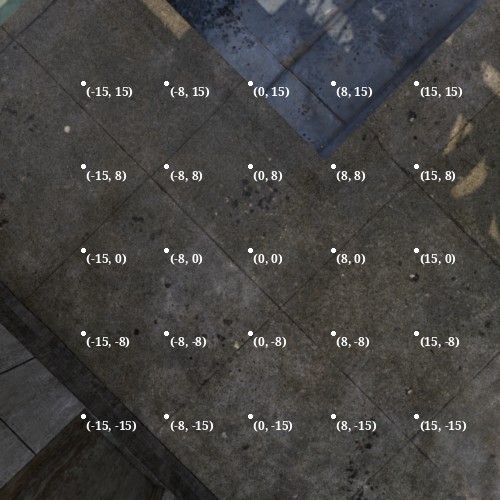 (-15, 15) (-8, 15) (0, 15) (8, 15) (15, 15)
(-15, 8) (-8, 8) (0, 8) (8, 8) (15, 8)
(-15, 0) (-8, 0) (0, 0) (8, 0) (15, 0)
(-15, -8) (-8, -8) (0, -8) (8, -8) (15, -8)
(-15, -15) (-8, -15) (0, -15) (8, -15) (15, -15)